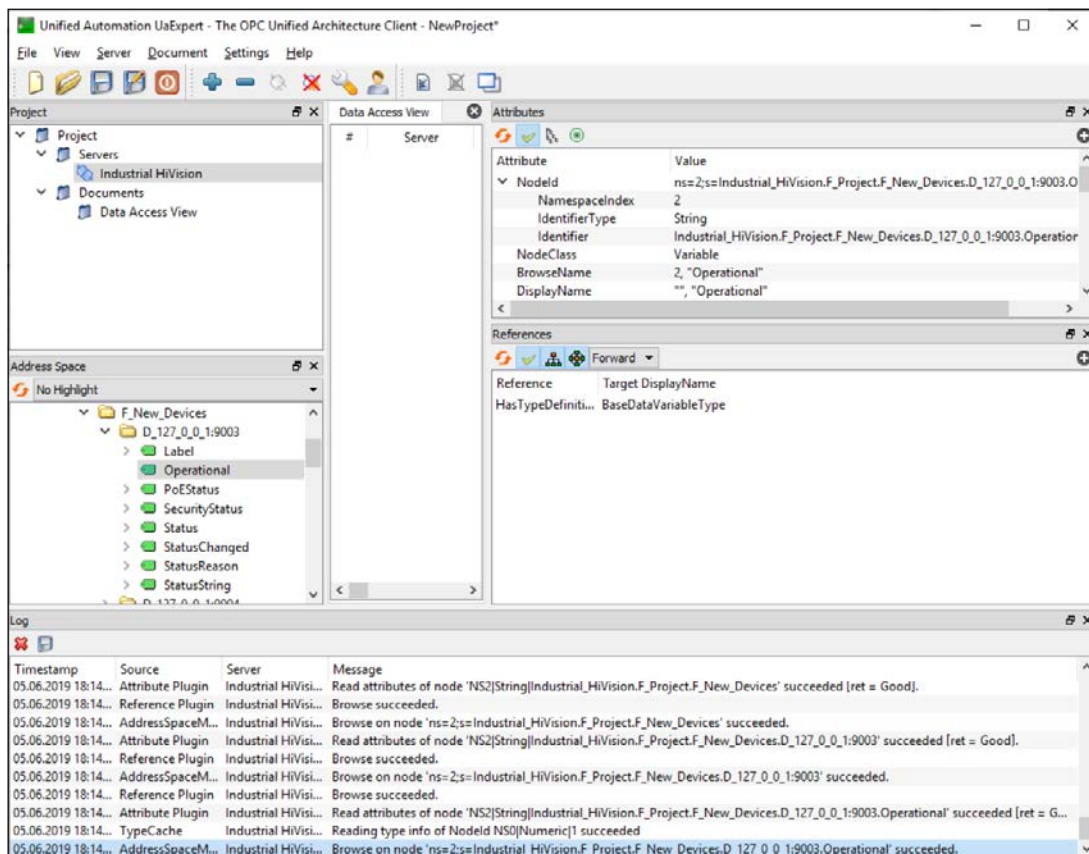 Unified Automation UaExpert - The OPC Unified Architecture Client - NewProject*
File View Server Document Settings Help
Project
Project
Servers
Industrial HiVision
Documents
Data Access View
Address Space
No Highlight
F_New_Devices
D_127_0_0_1:9003
Label
Operational
PoEStatus
SecurityStatus
Status
StatusChanged
StatusReason
StatusString
D_127_0_0_1:9004
Data Access View
# Server
Attributes
Attribute Value
NodeId ns=2;s=Industrial_HiVision.F_Project.F_New_Devices.D_127_0_0_1:9003.O
NamespaceIndex 2
IdentifierType String
Identifier Industrial_HiVision.F_Project.F_New_Devices.D_127_0_0_1:9003.Operation
NodeClass Variable
BrowseName 2, "Operational"
DisplayName "", "Operational"
References
Forward
Reference Target DisplayName
HasTypeDefiniti... BaseDataVariableType
Log
Timestamp Source Server Message
05.06.2019 18:14... Attribute Plugin Industrial HiVisi... Read attributes of node 'NS2|String|Industrial_HiVision.F_Project.F_New_Devices' succeeded [ret = Good].
05.06.2019 18:14... Reference Plugin Industrial HiVisi... Browse succeeded.
05.06.2019 18:14... AddressSpaceM... Industrial HiVisi... Browse on node 'ns=2;s=Industrial_HiVision.F_Project.F_New_Devices' succeeded.
05.06.2019 18:14... Attribute Plugin Industrial HiVisi... Read attributes of node 'NS2|String|Industrial_HiVision.F_Project.F_New_Devices.D_127_0_0_1:9003' succeeded [ret = Good].
05.06.2019 18:14... Reference Plugin Industrial HiVisi... Browse succeeded.
05.06.2019 18:14... AddressSpaceM... Industrial HiVisi... Browse on node 'ns=2;s=Industrial_HiVision.F_Project.F_New_Devices.D_127_0_0_1:9003' succeeded.
05.06.2019 18:14... Reference Plugin Industrial HiVisi... Browse succeeded.
05.06.2019 18:14... Attribute Plugin Industrial HiVisi... Read attributes of node 'NS2|String|Industrial_HiVision.F_Project.F_New_Devices.D_127_0_0_1:9003.Operational' succeeded [ret = G...
05.06.2019 18:14... TypeCache Industrial HiVisi... Reading type info of NodeId NS0|Numeric|1 succeeded
05.06.2019 18:14... AddressSpaceM... Industrial HiVisi... Browse on node 'ns=2;s=Industrial_HiVision.F_Project.F_New_Devices.D_127_0_0_1:9003.Operational' succeeded.